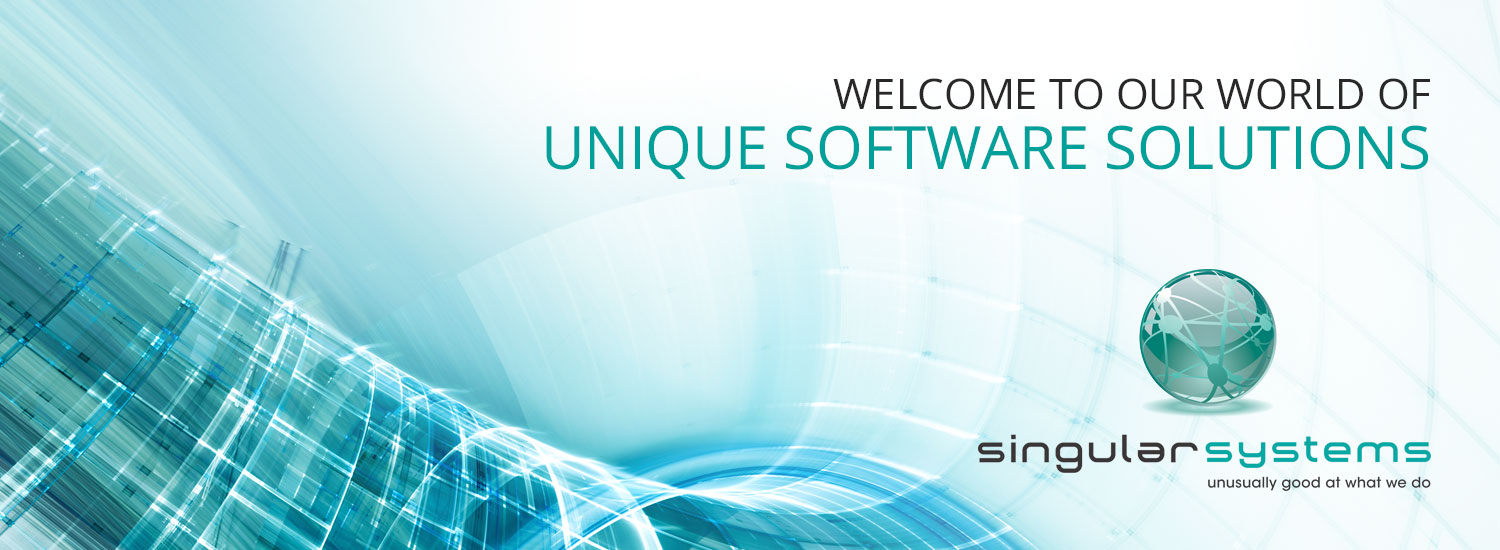 WELCOME TO OUR WORLD OF
UNIQUE SOFTWARE SOLUTIONS
singularsystems
unusually good at what we do